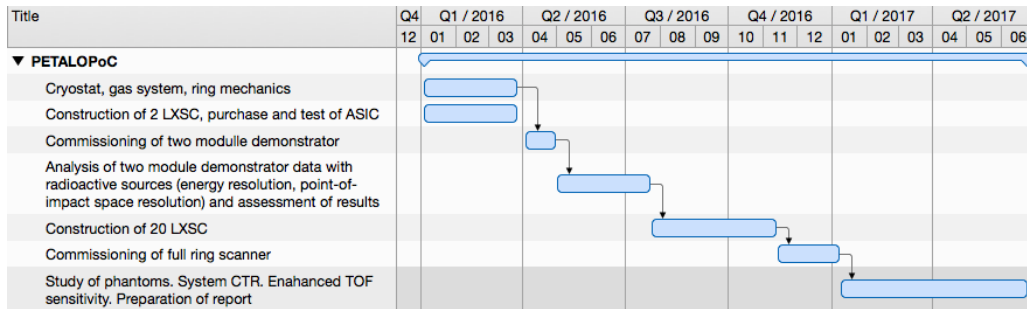 Title Q4 Q1 / 2016 Q2 / 2016 Q3 / 2016 Q4 / 2016 Q1 / 2017 Q2 / 2017
12 01 02 03 04 05 06 07 08 09 10 11 12 01 02 03 04 05 06
▼ PETALOPoC
Cryostat, gas system, ring mechanics
Construction of 2 LXSC, purchase and test of ASIC
Commissioning of two modulle demonstrator
Analysis of two module demonstrator data with
radioactive sources (energy resolution, point-of-
impact space resolution) and assessment of results
Construction of 20 LXSC
Commissioning of full ring scanner
Study of phantoms. System CTR. Enahanced TOF
sensitivity. Preparation of report